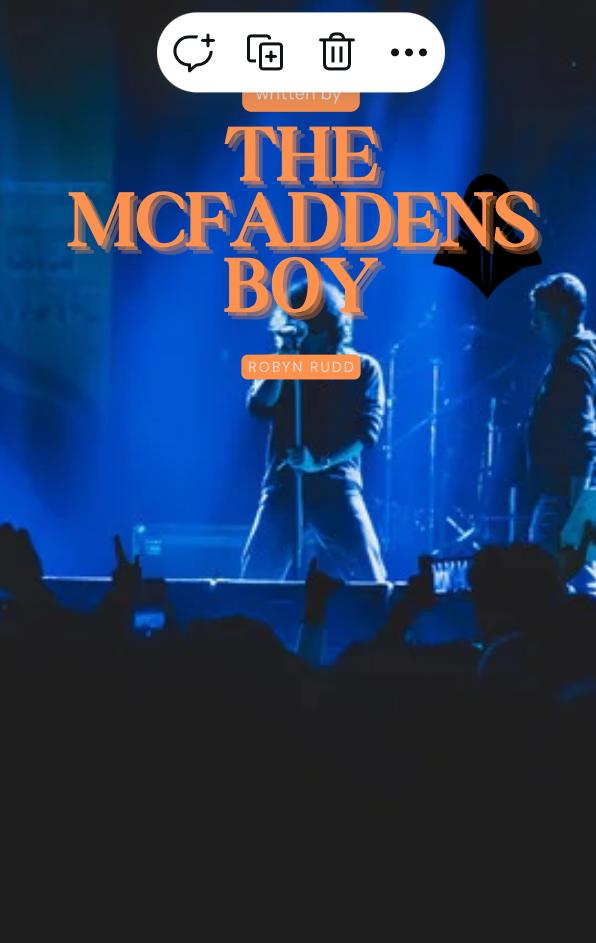 written by
THE
MCFADDENS
BOY
ROBYN RUDD